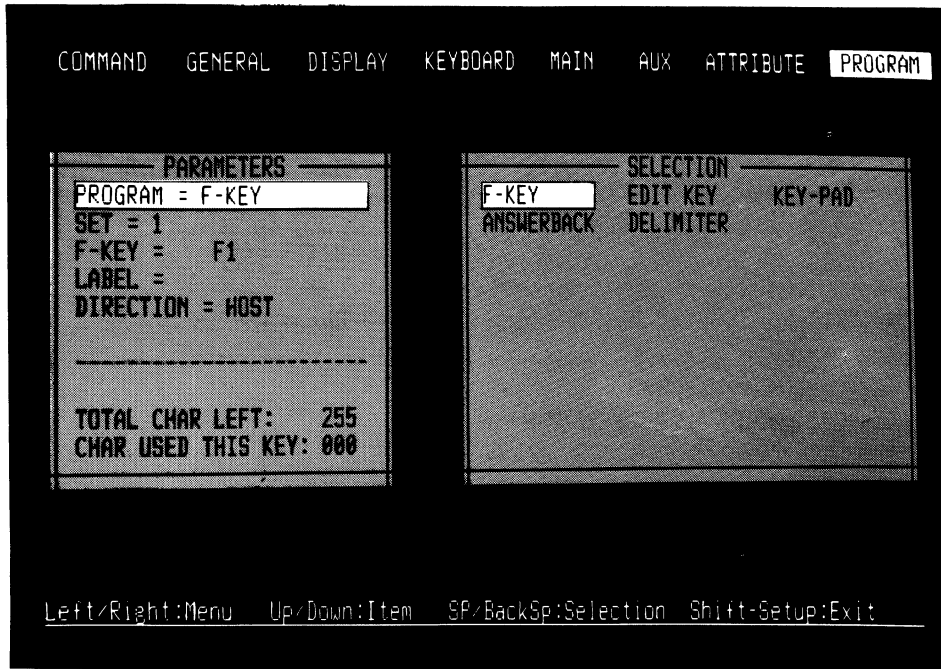 COMMAND GENERAL DISPLAY KEYBOARD MAIN AUX ATTRIBUTE PROGRAM
PARAMETERS
PROGRAM = F-KEY
SET = 1
F-KEY = F1
LABEL =
DIRECTION = HOST
TOTAL CHAR LEFT: 255
CHAR USED THIS KEY: 000
SELECTION
F-KEY EDIT KEY KEY-PAD
ANSWERBACK DELIMITER
Left/Right:Menu Up/Down:Item SP/BackSp:Selection Shift-Setup:Exit